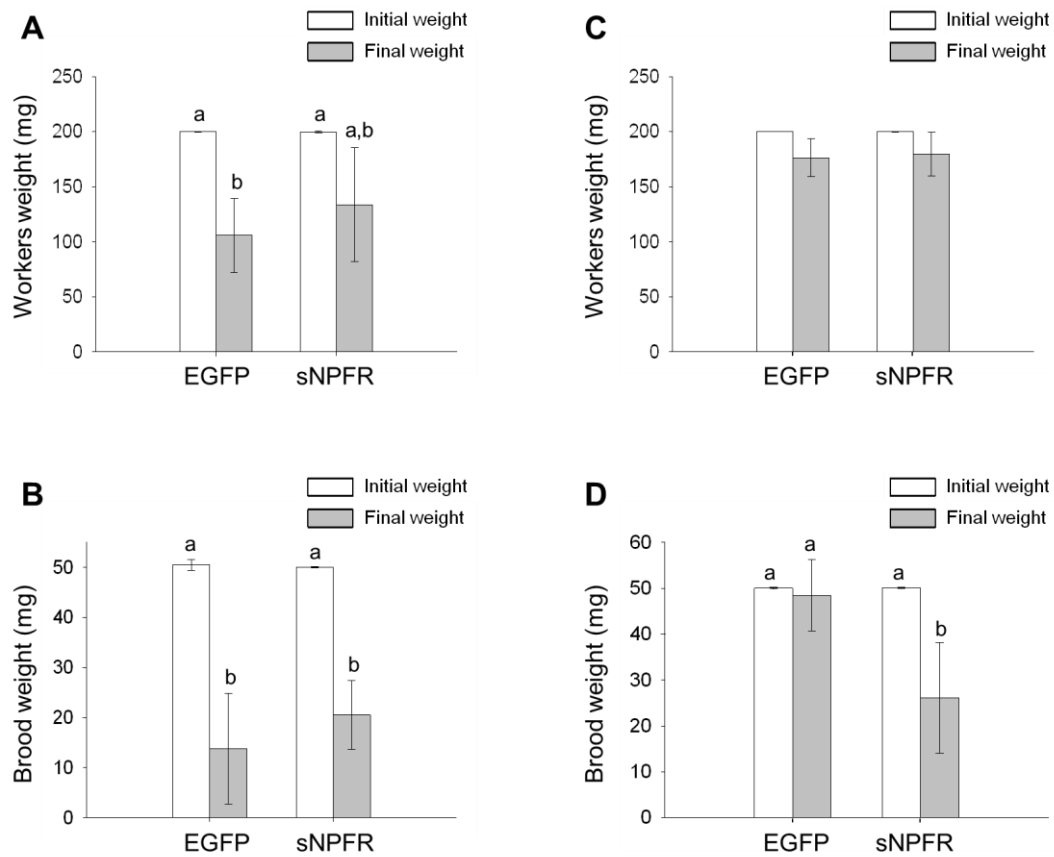 A
Initial weight
Final weight
Workers weight (mg)
250
200
150
100
50
0
a
b
a
a,b
EGFP
sNPFR
C
Initial weight
Final weight
Workers weight (mg)
250
200
150
100
50
0
EGFP
sNPFR
B
Initial weight
Final weight
Brood weight (mg)
50
40
30
20
10
0
a
b
a
b
EGFP
sNPFR
D
Initial weight
Final weight
Brood weight (mg)
60
50
40
30
20
10
0
a
a
a
b
EGFP
sNPFR